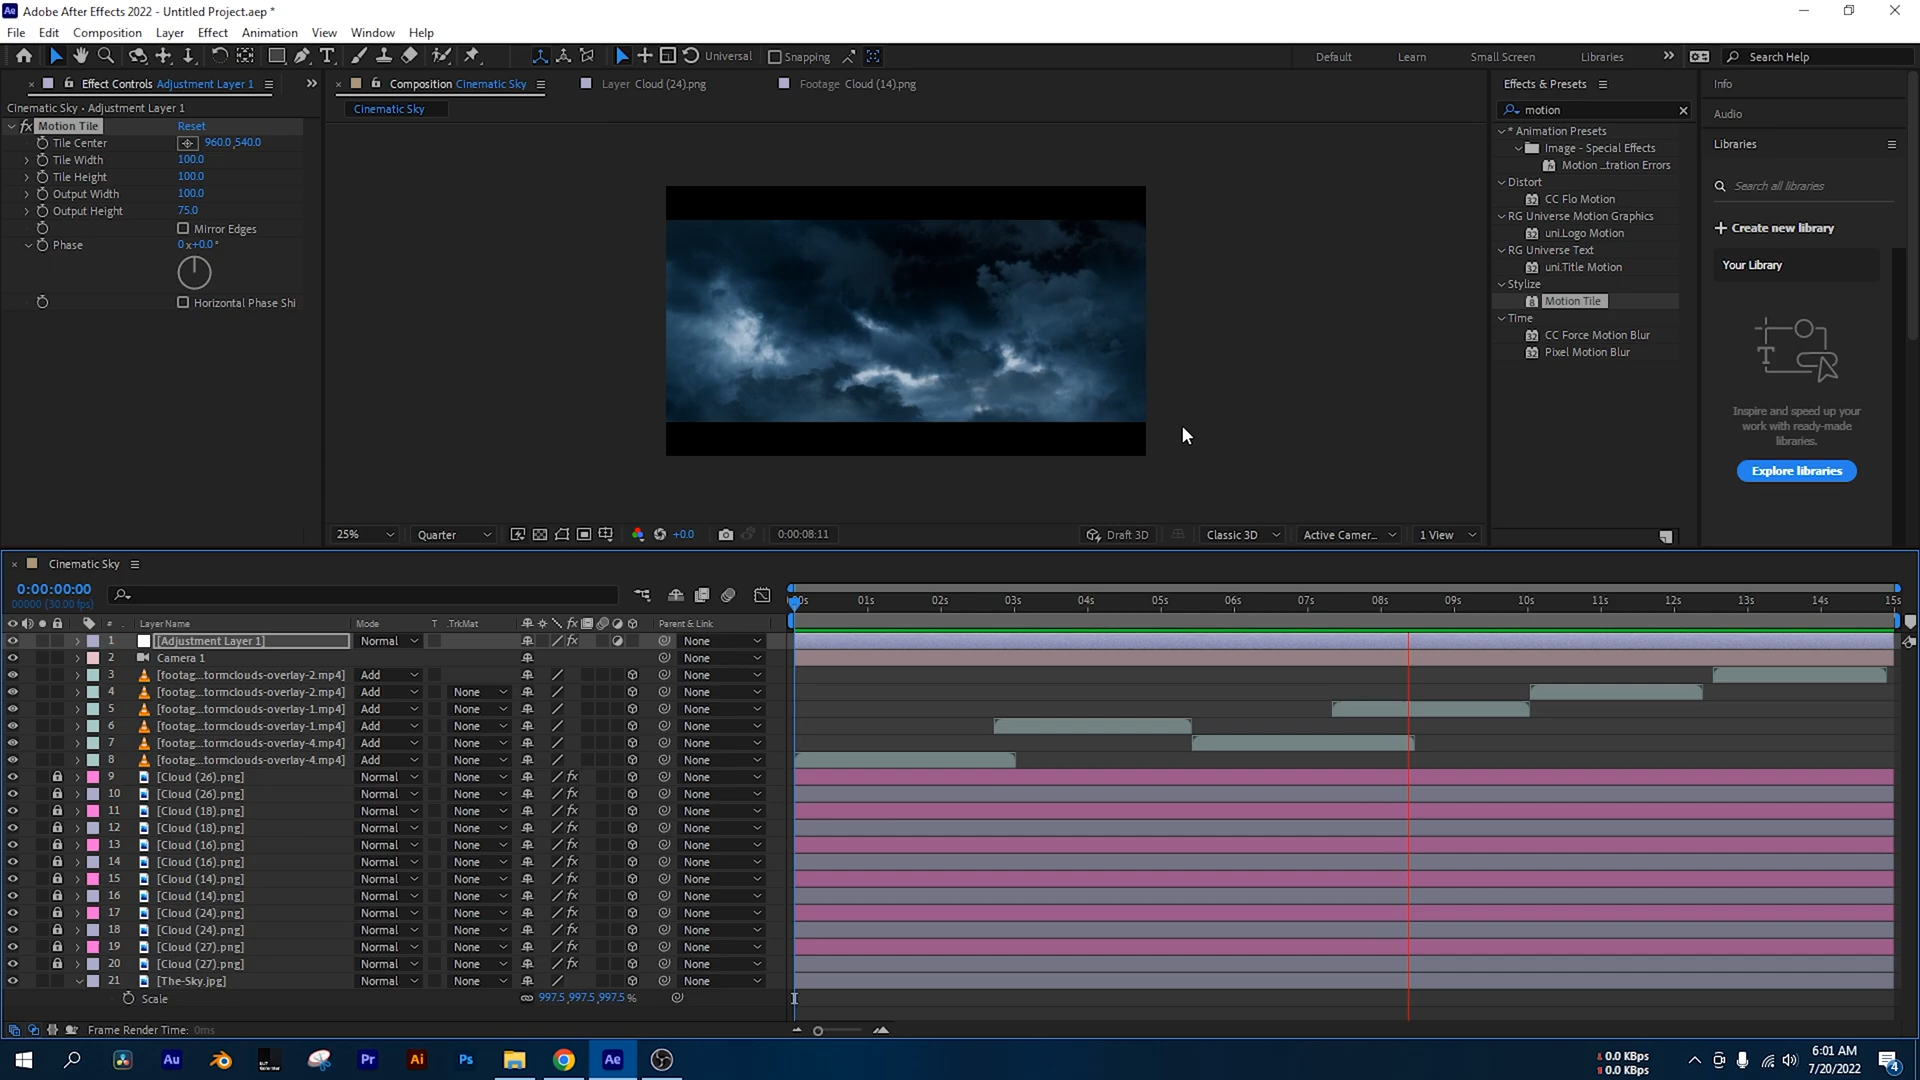 Adobe After Effects 2022 - Untitled Project.aep *
File Edit Composition Layer Effect Animation View Window Help
Universal Snapping Default Learn Small Screen Libraries Search Help
Effect Controls Adjustment Layer 1
Cinematic Sky • Adjustment Layer 1
fx Motion Tile Reset
Tile Center 960.0,540.0
Tile Width 100.0
Tile Height 100.0
Output Width 100.0
Output Height 75.0
Mirror Edges
Phase 0x+0.0°
Horizontal Phase Shi
Composition Cinematic Sky
Layer Cloud (24).png
Footage Cloud (14).png
Cinematic Sky
25% Quarter +0.0 0:00:08:11 Draft 3D Classic 3D Active Camer... 1 View
Effects & Presets
motion
* Animation Presets
Image - Special Effects
Motion ...tration Errors
Distort
CC Flo Motion
RG Universe Motion Graphics
uni.Logo Motion
RG Universe Text
uni.Title Motion
Stylize
Motion Tile
Time
CC Force Motion Blur
Pixel Motion Blur
Info
Audio
Libraries
Search all libraries
Create new library
Your Library
Inspire and speed up your
work with ready-made
libraries.
Explore libraries
Cinematic Sky
0:00:00:00
00000 (30.00 fps)
00s 01s 02s 03s 04s 05s 06s 07s 08s 09s 10s 11s 12s 13s 14s 15s
# Layer Name Mode T .TrkMat Parent & Link
1 [Adjustment Layer 1] Normal None
2 Camera 1 None
3 [footag...tormclouds-overlay-2.mp4] Add None
4 [footag...tormclouds-overlay-2.mp4] Add None None
5 [footag...tormclouds-overlay-1.mp4] Add None None
6 [footag...tormclouds-overlay-1.mp4] Add None None
7 [footag...tormclouds-overlay-4.mp4] Add None None
8 [footag...tormclouds-overlay-4.mp4] Add None None
9 [Cloud (26).png] Normal None None
10 [Cloud (26).png] Normal None None
11 [Cloud (18).png] Normal None None
12 [Cloud (18).png] Normal None None
13 [Cloud (16).png] Normal None None
14 [Cloud (16).png] Normal None None
15 [Cloud (14).png] Normal None None
16 [Cloud (14).png] Normal None None
17 [Cloud (24).png] Normal None None
18 [Cloud (24).png] Normal None None
19 [Cloud (27).png] Normal None None
20 [Cloud (27).png] Normal None None
21 [The-Sky.jpg] Normal None None
Scale 997.5,997.5,997.5%
Frame Render Time: 0ms
Au Pr Ai Ps Ae
0.0 KBps
0.0 KBps
6:01 AM
7/20/2022
4